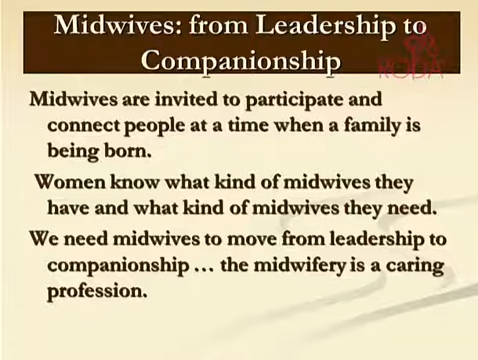 Midwives: from Leadership to
Companionship
RODA
Midwives are invited to participate and
connect people at a time when a family is
being born.
Women know what kind of midwives they
have and what kind of midwives they need.
We need midwives to move from leadership to
companionship ... the midwifery is a caring
profession.